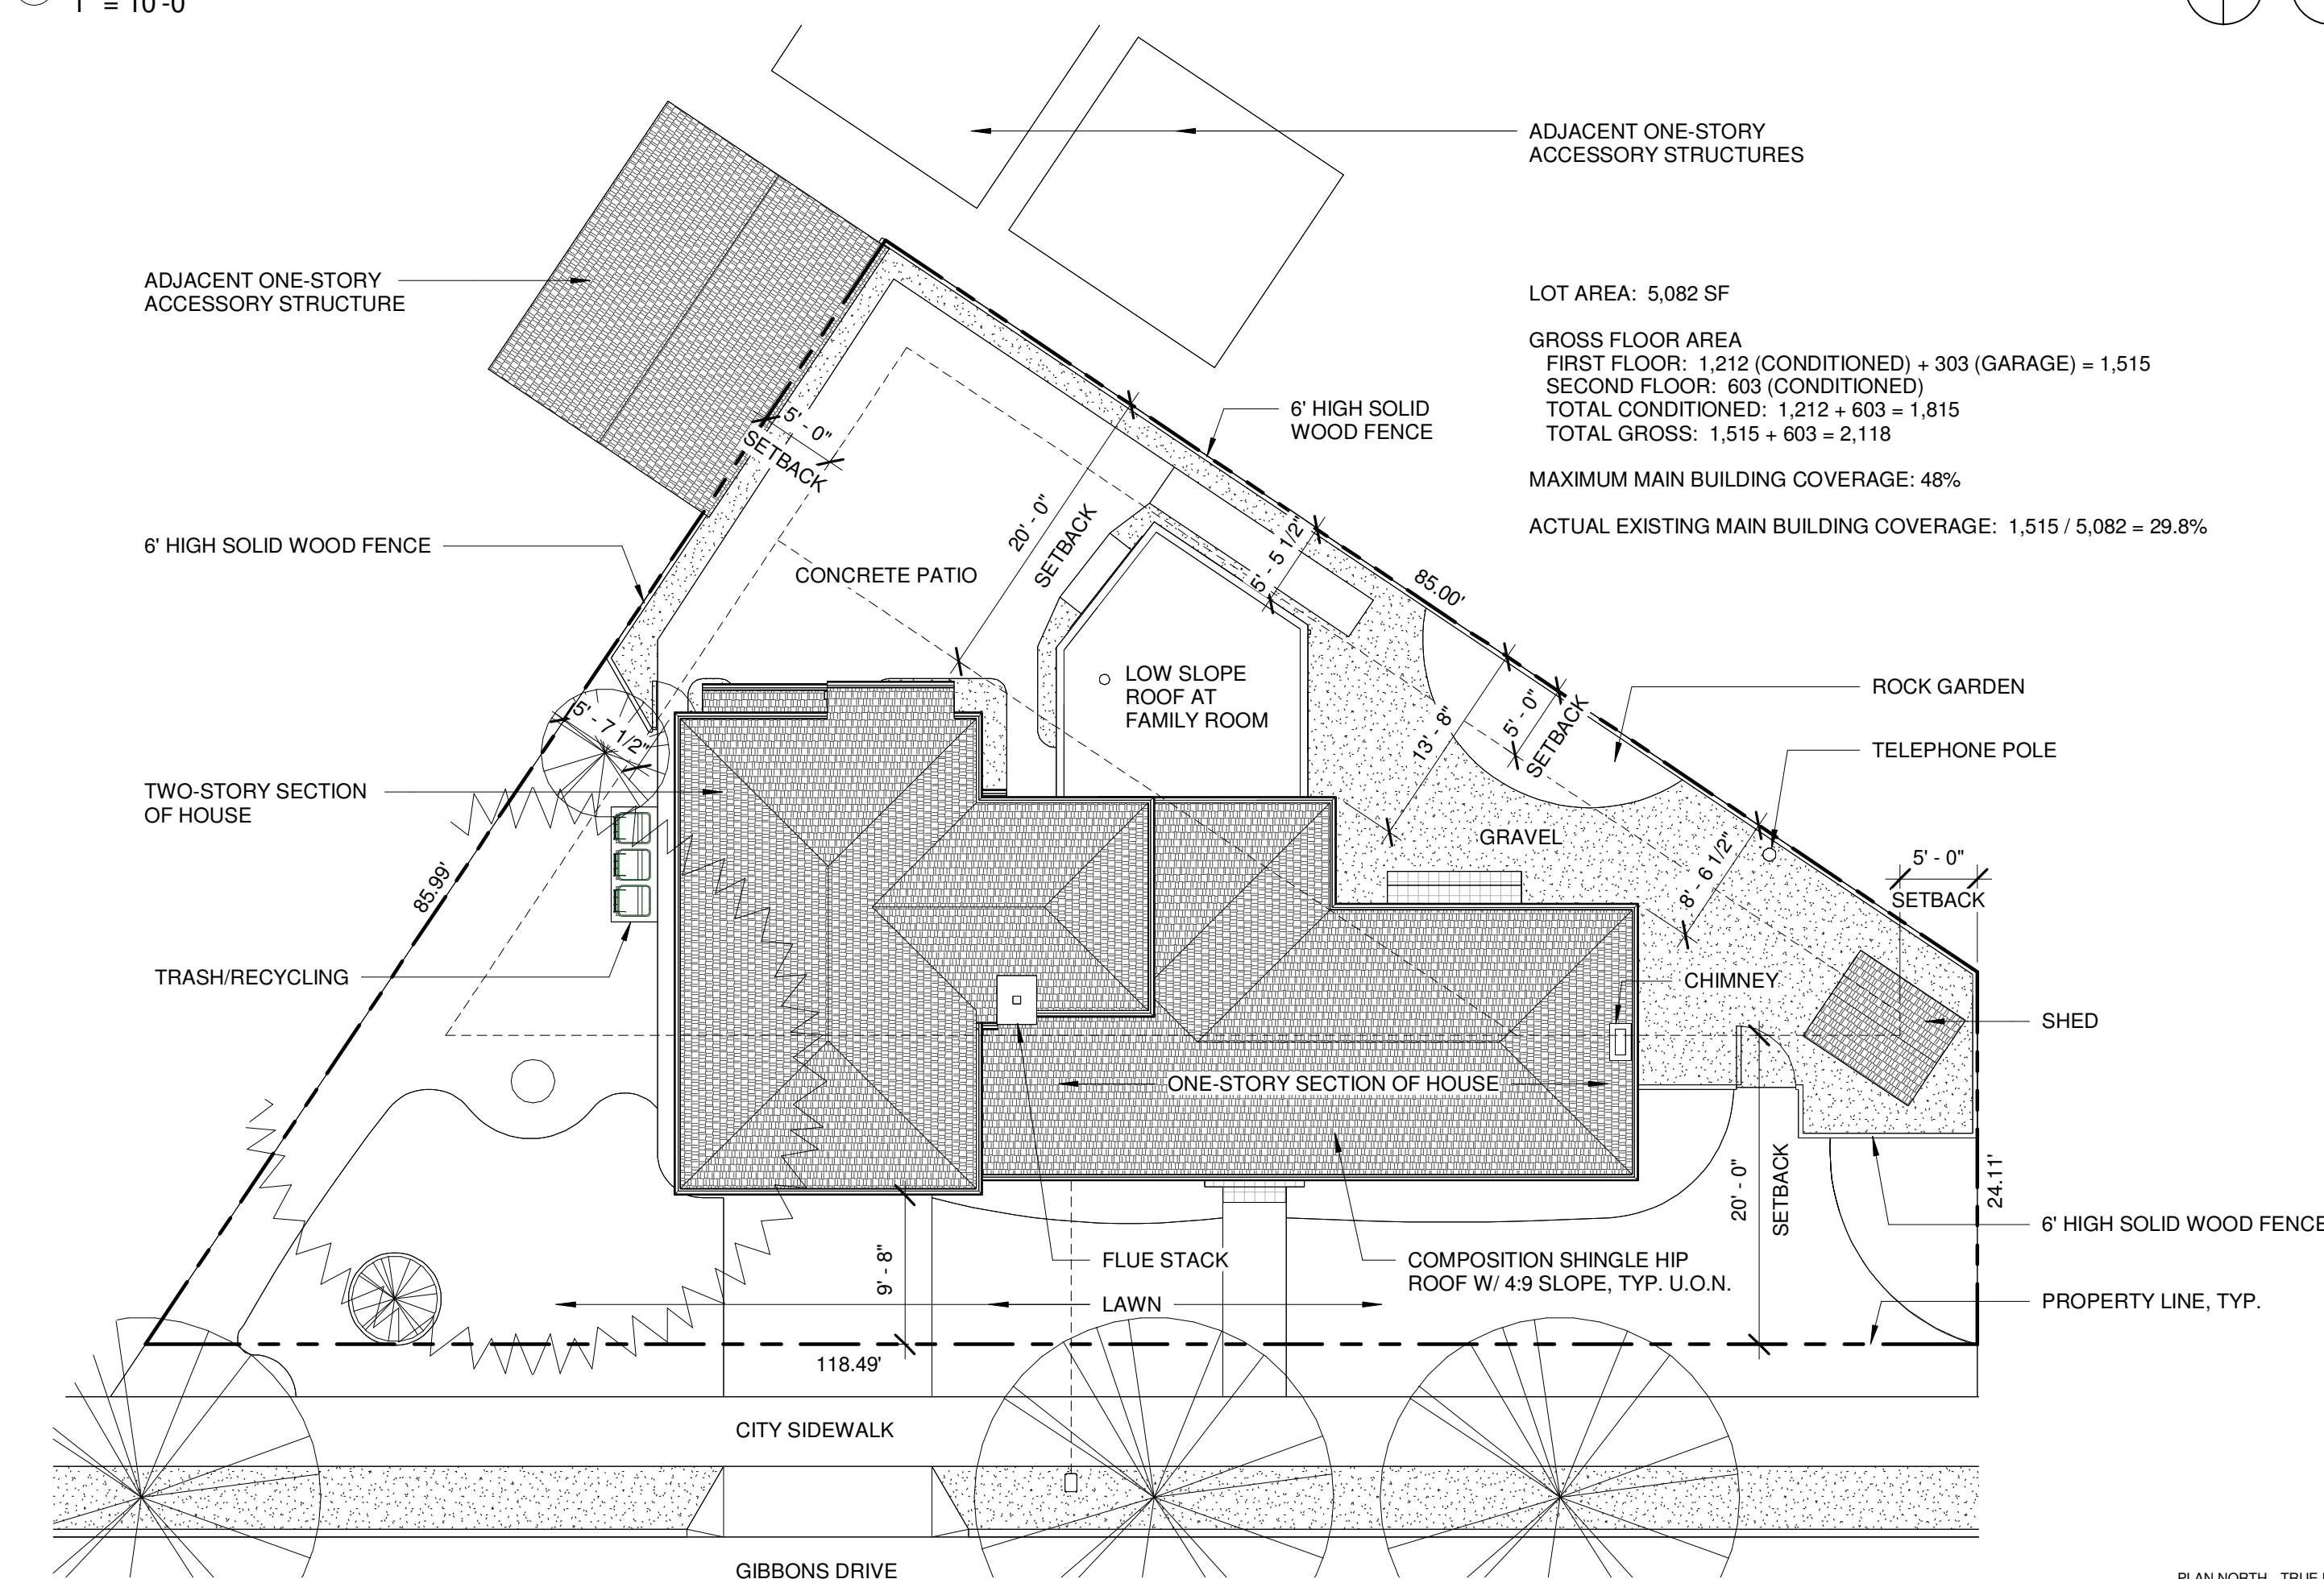 1" = 10'-0"
ADJACENT ONE-STORY
ACCESSORY STRUCTURES
ADJACENT ONE-STORY
ACCESSORY STRUCTURE
LOT AREA: 5,082 SF
GROSS FLOOR AREA
FIRST FLOOR: 1,212 (CONDITIONED) + 303 (GARAGE) = 1,515
SECOND FLOOR: 603 (CONDITIONED)
TOTAL CONDITIONED: 1,212 + 603 = 1,815
TOTAL GROSS: 1,515 + 603 = 2,118
MAXIMUM MAIN BUILDING COVERAGE: 48%
ACTUAL EXISTING MAIN BUILDING COVERAGE: 1,515 / 5,082 = 29.8%
6' HIGH SOLID
WOOD FENCE
5' - 0"
SETBACK
20' - 0"
SETBACK
5' - 5 1/2"
85.00'
6' HIGH SOLID WOOD FENCE
CONCRETE PATIO
LOW SLOPE
ROOF AT
FAMILY ROOM
ROCK GARDEN
5' - 7 1/2"
13' - 8"
5' - 0"
SETBACK
TELEPHONE POLE
TWO-STORY SECTION
OF HOUSE
GRAVEL
8' - 6 1/2"
5' - 0"
SETBACK
85.99'
TRASH/RECYCLING
CHIMNEY
SHED
ONE-STORY SECTION OF HOUSE
20' - 0"
SETBACK
24.11'
6' HIGH SOLID WOOD FENCE
9' - 8"
FLUE STACK
COMPOSITION SHINGLE HIP
ROOF W/ 4:9 SLOPE, TYP. U.O.N.
LAWN
PROPERTY LINE, TYP.
118.49'
CITY SIDEWALK
GIBBONS DRIVE
PLAN NORTH TRUE